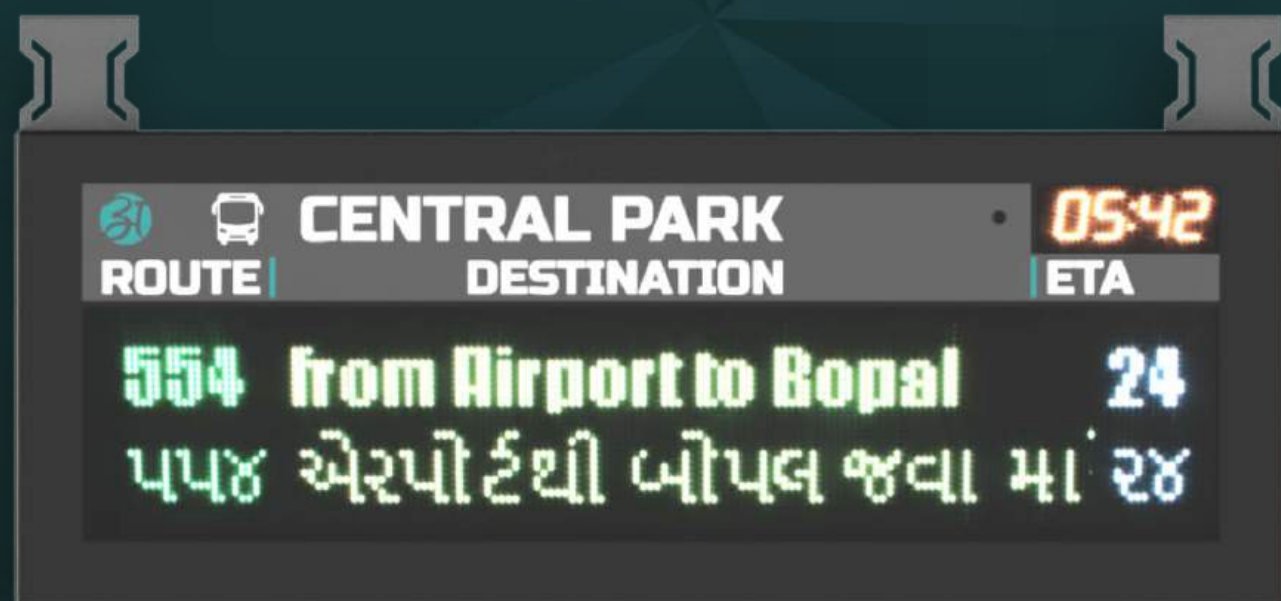 અ CENTRAL PARK 05:42
ROUTE DESTINATION ETA
554 from Airport to Bopal 24
૫૫૪ એરપોર્ટથી બોપલ જવા માં ૨૪